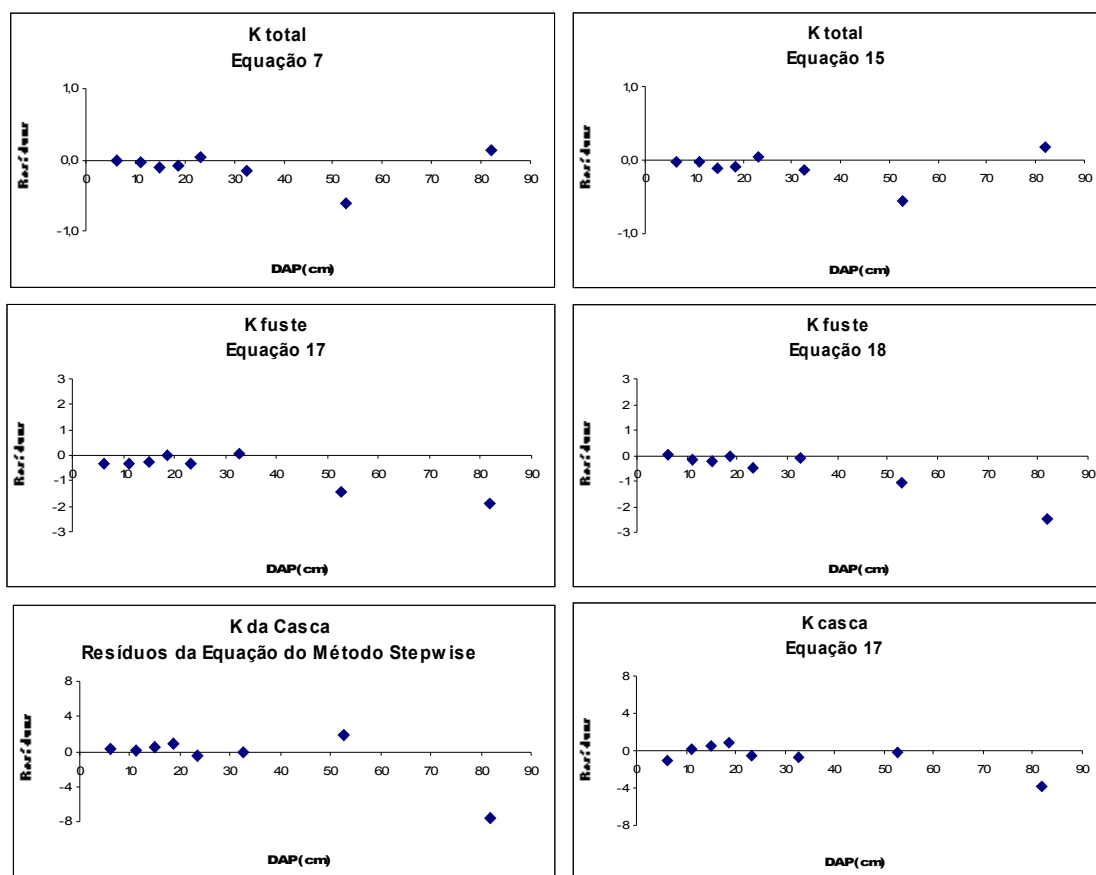 K total
Equação 7
1,0
0,0
-1,0
0 10 20 30 40 50 60 70 80 90
Resíduos
DAP(cm)
K total
Equação 15
1,0
0,0
-1,0
0 10 20 30 40 50 60 70 80 90
Resíduos
DAP(cm)
K fuste
Equação 17
3
2
1
0
-1
-2
-3
0 10 20 30 40 50 60 70 80 90
Resíduos
DAP(cm)
K fuste
Equação 18
3
2
1
0
-1
-2
-3
0 10 20 30 40 50 60 70 80 90
Resíduos
DAP(cm)
K da Casca
Resíduos da Equação do Método Stepwise
8
4
0
-4
-8
0 10 20 30 40 50 60 70 80 90
Resíduos
DAP(cm)
K casca
Equação 17
8
4
0
-4
-8
0 10 20 30 40 50 60 70 80 90
Resíduos
DAP(cm)